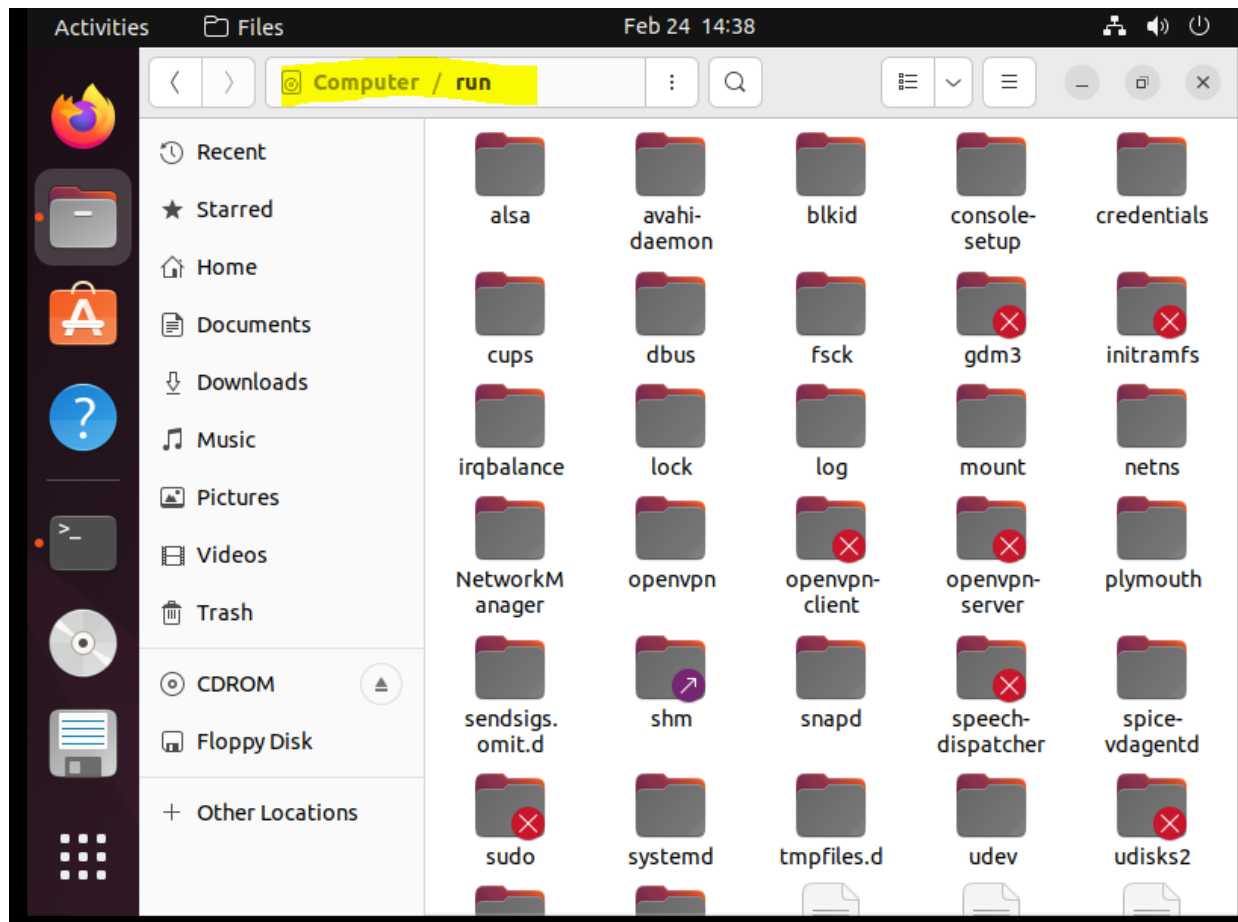 Activities Files Feb 24 14:38
Computer / run
Recent
Starred
Home
Documents
Downloads
Music
Pictures
Videos
Trash
CDROM
Floppy Disk
+ Other Locations
alsa
avahi-
daemon
blkid
console-
setup
credentials
cups
dbus
fsck
gdm3
initramfs
irqbalance
lock
log
mount
netns
NetworkM
anager
openvpn
openvpn-
client
openvpn-
server
plymouth
sendsigs.
omit.d
shm
snapd
speech-
dispatcher
spice-
vdagentd
sudo
systemd
tmpfiles.d
udev
udisks2